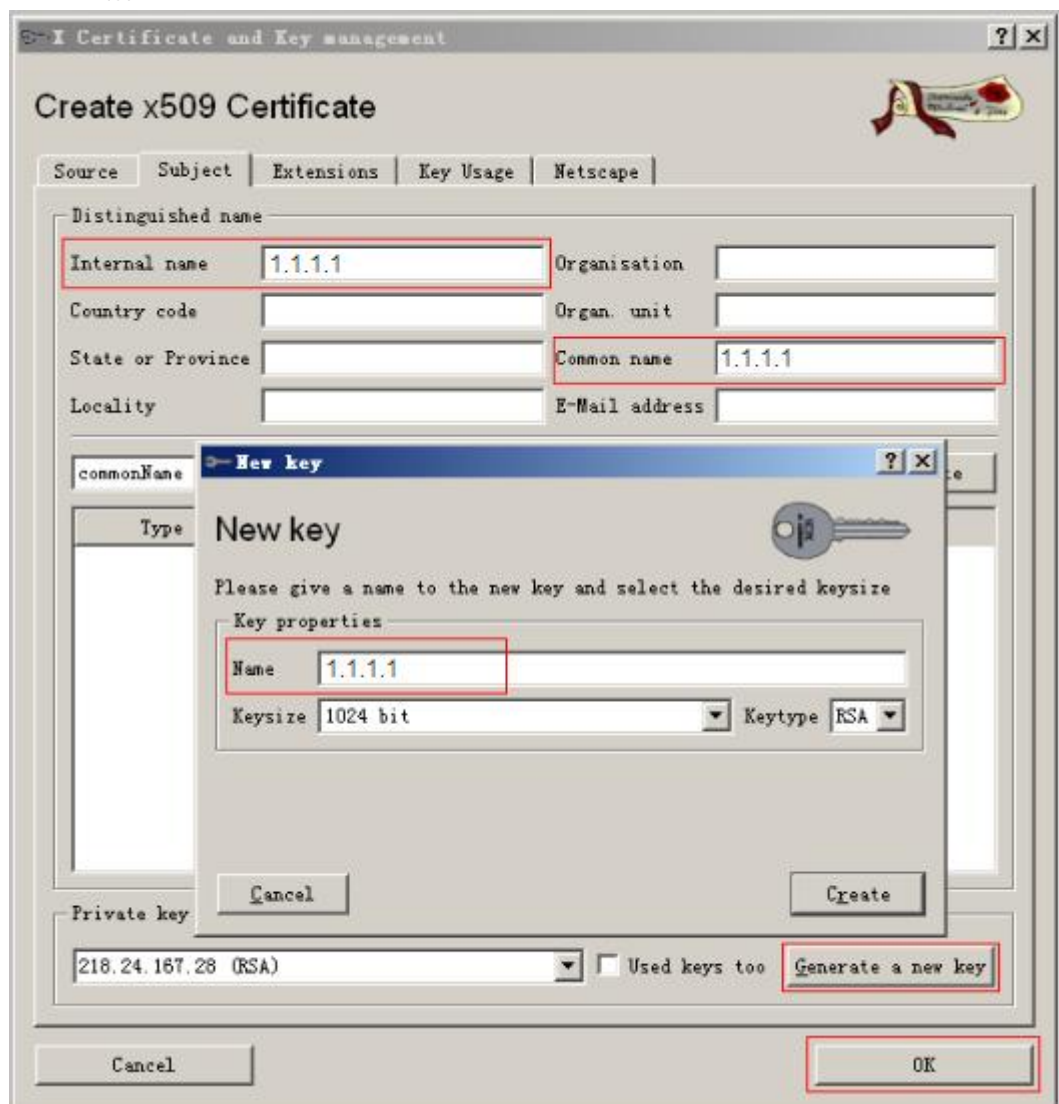 X Certificate and Key management
Create x509 Certificate
Source Subject Extensions Key Usage Netscape
Distinguished name
Internal name 1.1.1.1 Organisation
Country code Organ. unit
State or Province Common name 1.1.1.1
Locality E-Mail address
commonName
Type
New key
New key
Please give a name to the new key and select the desired keysize
Key properties
Name 1.1.1.1
Keysize 1024 bit Keytype RSA
Cancel Create
Private key
218.24.167.28 (RSA) Used keys too Generate a new key
Cancel OK